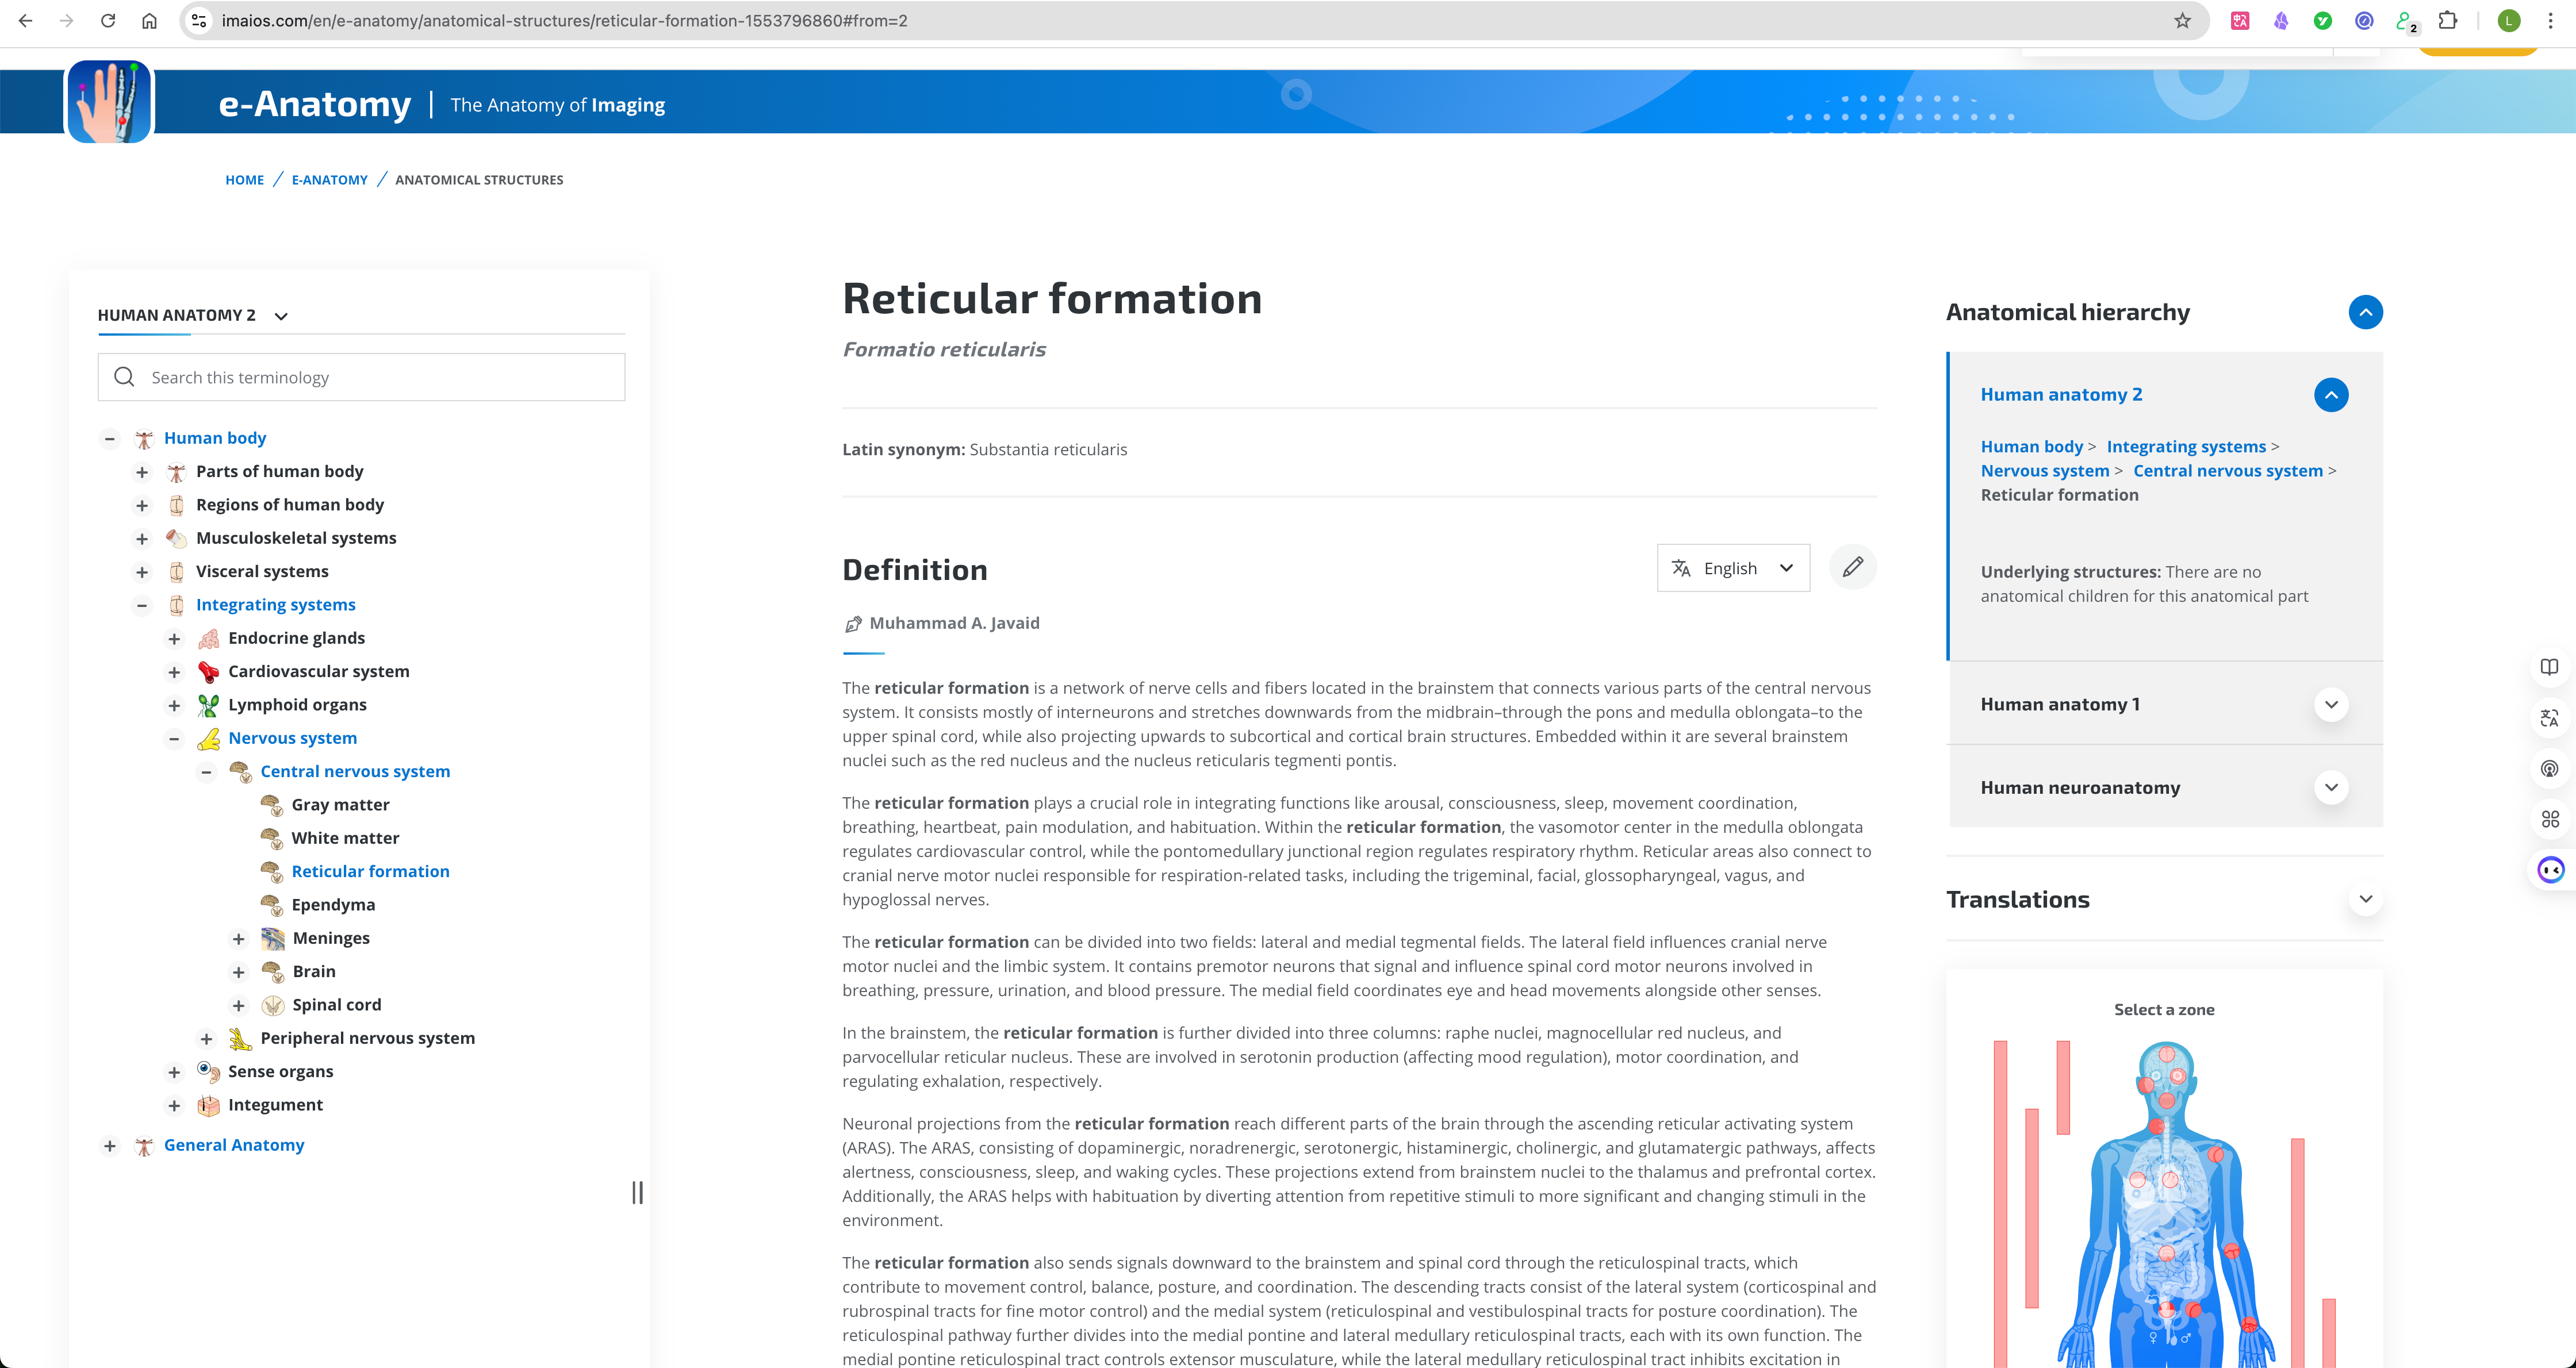 imaios.com/en/e-anatomy/anatomical-structures/reticular-formation-1553796860#from=2
2
L
e-Anatomy
The Anatomy of Imaging
HOME / E-ANATOMY / ANATOMICAL STRUCTURES
HUMAN ANATOMY 2
Search this terminology
Human body
Parts of human body
Regions of human body
Musculoskeletal systems
Visceral systems
Integrating systems
Endocrine glands
Cardiovascular system
Lymphoid organs
Nervous system
Central nervous system
Gray matter
White matter
Reticular formation
Ependyma
Meninges
Brain
Spinal cord
Peripheral nervous system
Sense organs
Integument
General Anatomy
Reticular formation
Formatio reticularis
Latin synonym: Substantia reticularis
Definition
English
Muhammad A. Javaid
The reticular formation is a network of nerve cells and fibers located in the brainstem that connects various parts of the central nervous
system. It consists mostly of interneurons and stretches downwards from the midbrain–through the pons and medulla oblongata–to the
upper spinal cord, while also projecting upwards to subcortical and cortical brain structures. Embedded within it are several brainstem
nuclei such as the red nucleus and the nucleus reticularis tegmenti pontis.
The reticular formation plays a crucial role in integrating functions like arousal, consciousness, sleep, movement coordination,
breathing, heartbeat, pain modulation, and habituation. Within the reticular formation, the vasomotor center in the medulla oblongata
regulates cardiovascular control, while the pontomedullary junctional region regulates respiratory rhythm. Reticular areas also connect to
cranial nerve motor nuclei responsible for respiration-related tasks, including the trigeminal, facial, glossopharyngeal, vagus, and
hypoglossal nerves.
The reticular formation can be divided into two fields: lateral and medial tegmental fields. The lateral field influences cranial nerve
motor nuclei and the limbic system. It contains premotor neurons that signal and influence spinal cord motor neurons involved in
breathing, pressure, urination, and blood pressure. The medial field coordinates eye and head movements alongside other senses.
In the brainstem, the reticular formation is further divided into three columns: raphe nuclei, magnocellular red nucleus, and
parvocellular reticular nucleus. These are involved in serotonin production (affecting mood regulation), motor coordination, and
regulating exhalation, respectively.
Neuronal projections from the reticular formation reach different parts of the brain through the ascending reticular activating system
(ARAS). The ARAS, consisting of dopaminergic, noradrenergic, serotonergic, histaminergic, cholinergic, and glutamatergic pathways, affects
alertness, consciousness, sleep, and waking cycles. These projections extend from brainstem nuclei to the thalamus and prefrontal cortex.
Additionally, the ARAS helps with habituation by diverting attention from repetitive stimuli to more significant and changing stimuli in the
environment.
The reticular formation also sends signals downward to the brainstem and spinal cord through the reticulospinal tracts, which
contribute to movement control, balance, posture, and coordination. The descending tracts consist of the lateral system (corticospinal and
rubrospinal tracts for fine motor control) and the medial system (reticulospinal and vestibulospinal tracts for posture coordination). The
reticulospinal pathway further divides into the medial pontine and lateral medullary reticulospinal tracts, each with its own function. The
medial pontine reticulospinal tract controls extensor musculature, while the lateral medullary reticulospinal tract inhibits excitation in
Anatomical hierarchy
Human anatomy 2
Human body > Integrating systems >
Nervous system > Central nervous system >
Reticular formation
Underlying structures: There are no
anatomical children for this anatomical part
Human anatomy 1
Human neuroanatomy
Translations
Select a zone